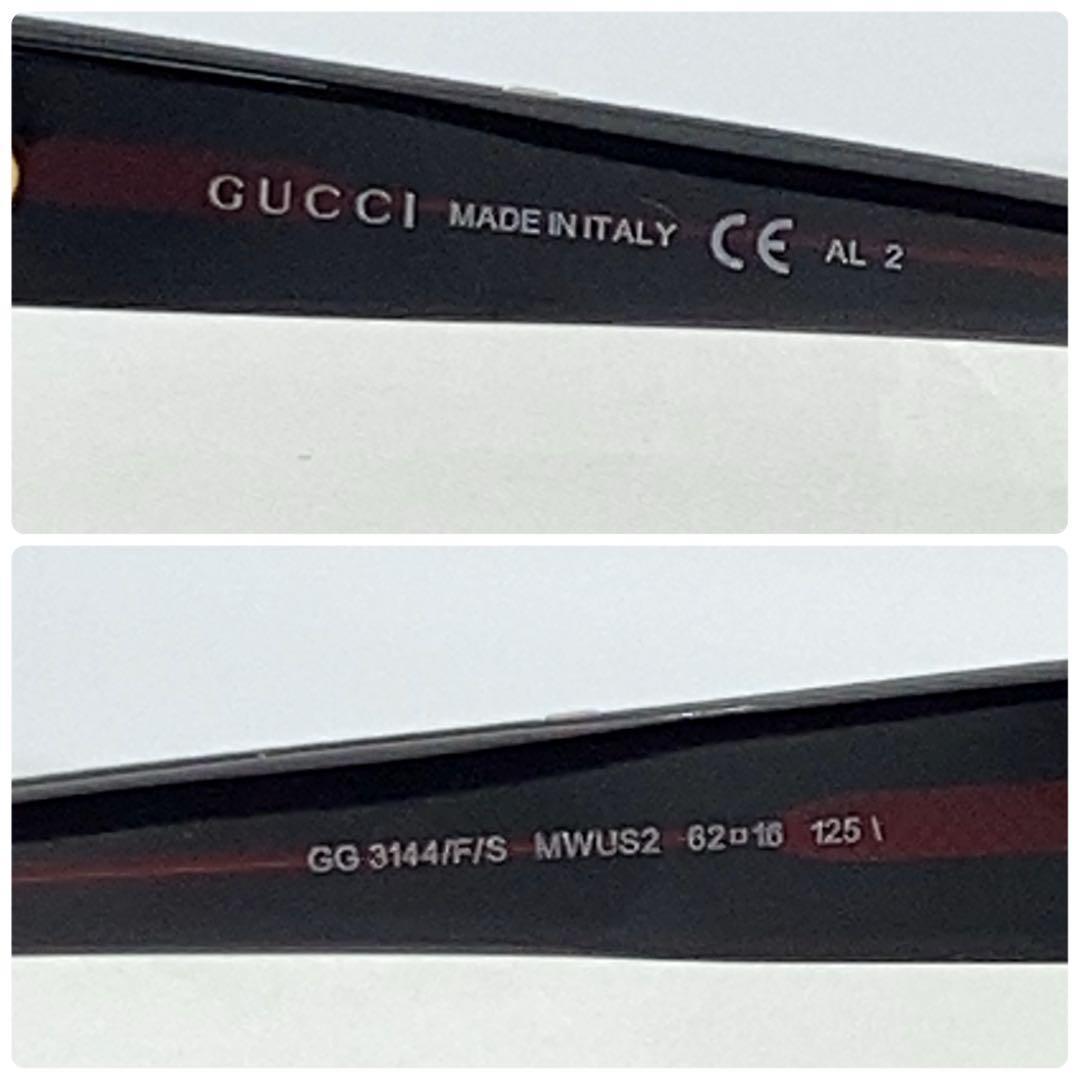 GUCCI MADE IN ITALY CE AL 2
GG 3144/F/S MWUS2 62□16 125 \